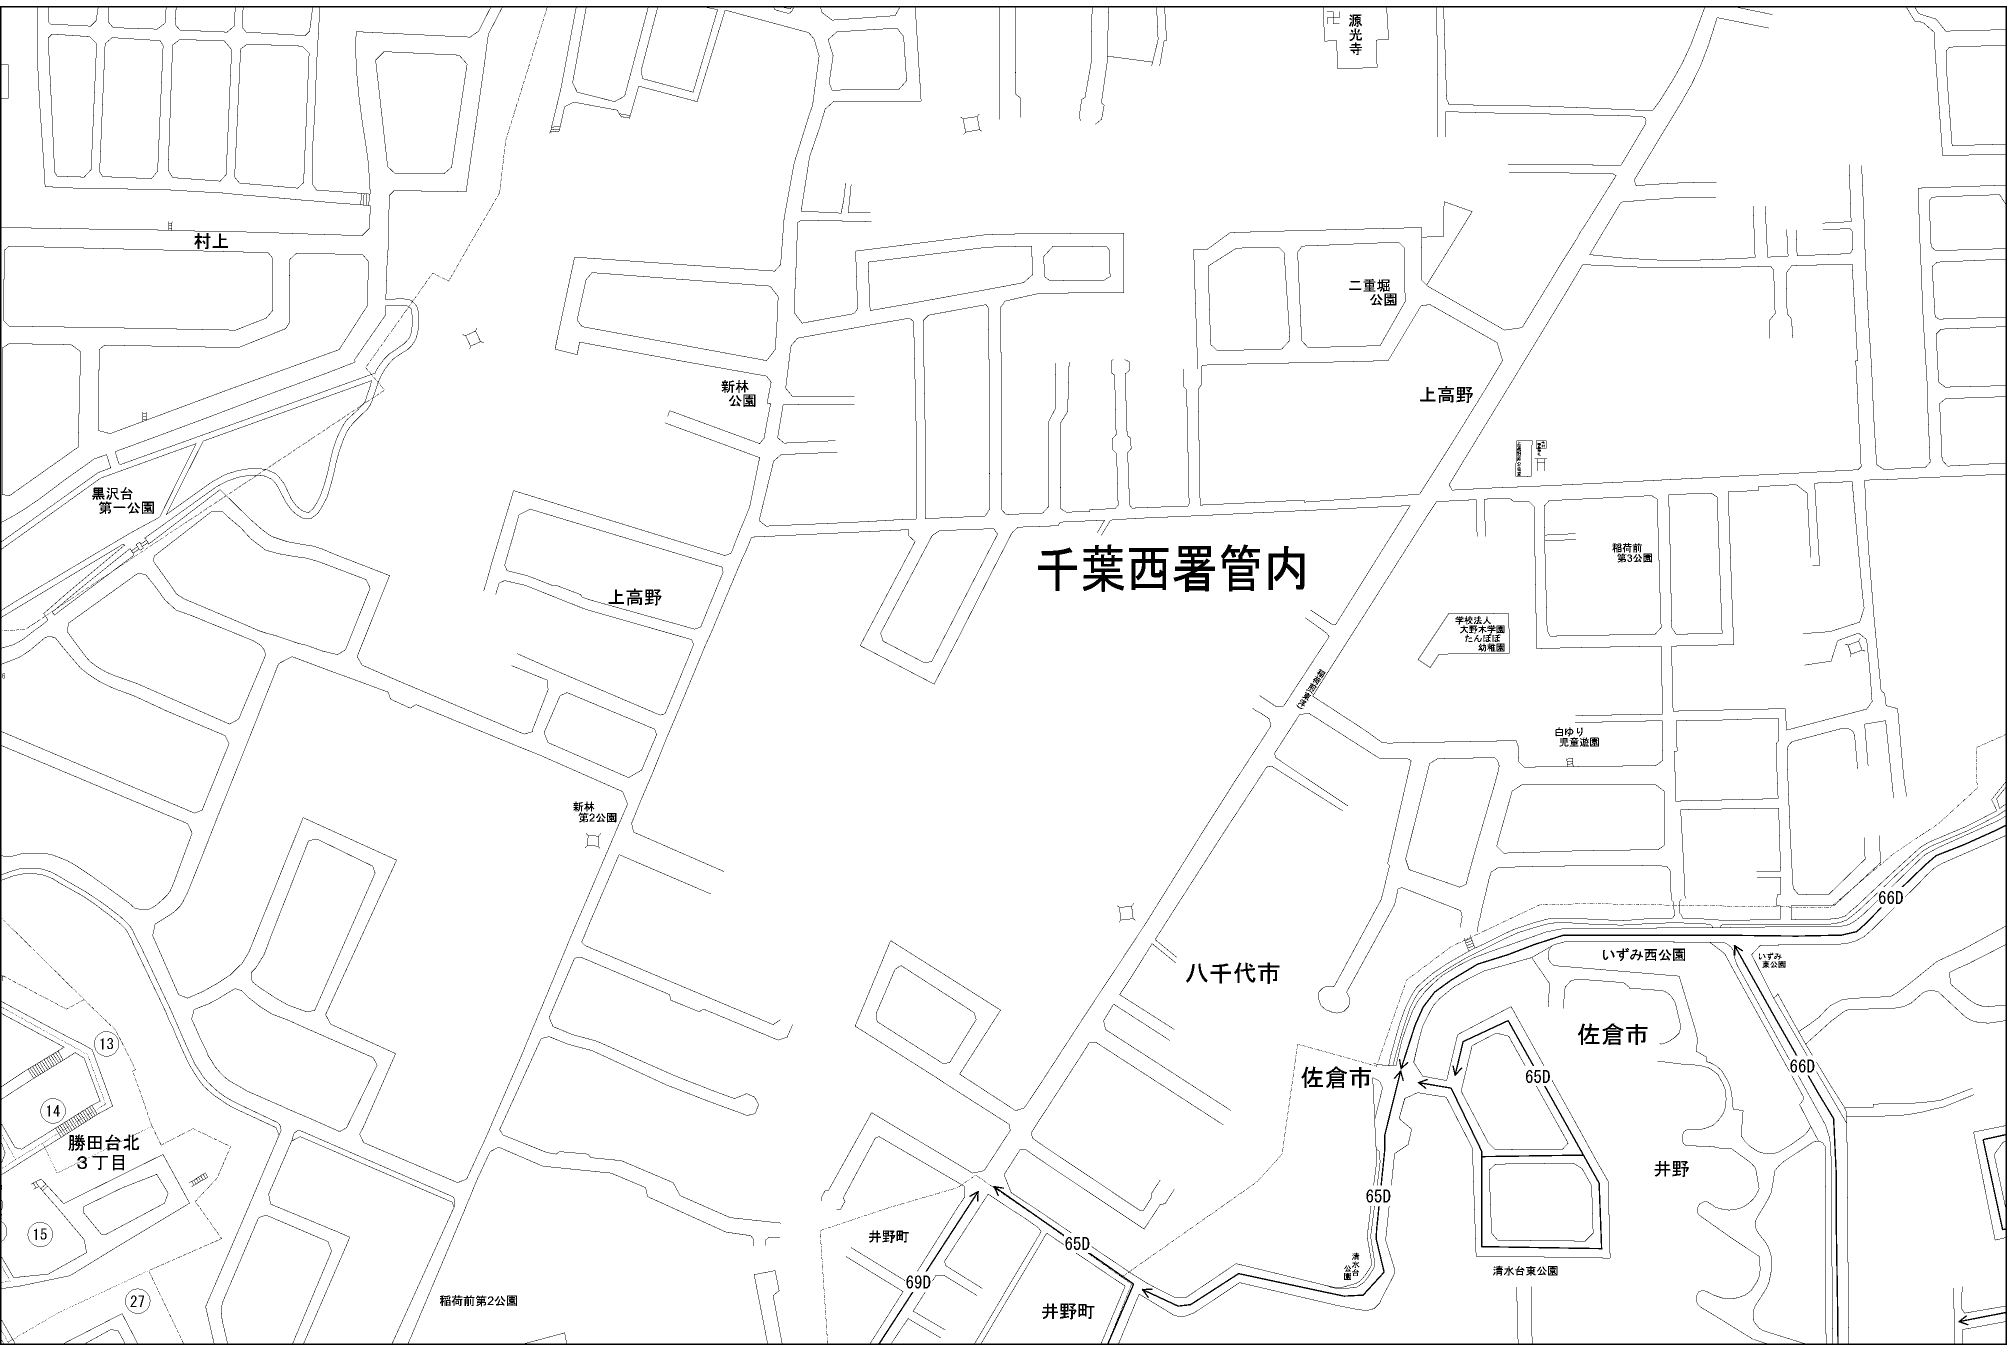 源光寺
村上
二重堀
公園
新林
公園
上高野
黒沢台
第一公園
千葉西署管内
稲荷前
第3公園
上高野
学校法人
大野木学園
たんぽぽ
幼稚園
白ゆり
児童遊園
新林
第2公園
66D
いずみ西公園
いずみ
東公園
八千代市
佐倉市
13
66D
佐倉市
65D
14
勝田台北
3丁目
井野
65D
15
井野町
65D
清水台
公園
清水台東公園
69D
27
稲荷前第2公園
井野町